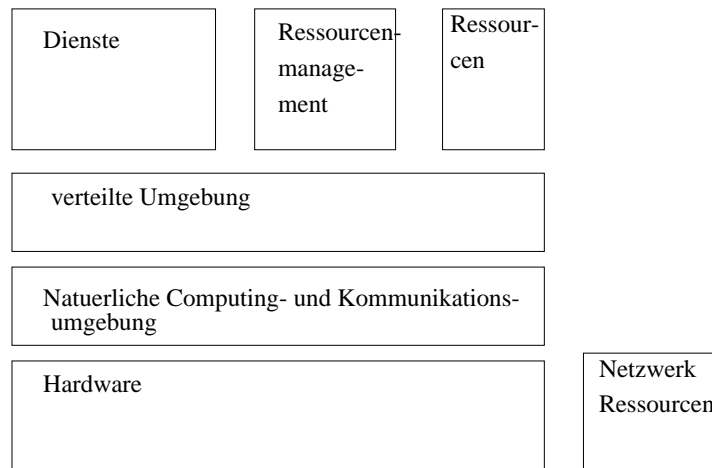 Dienste
Ressourcen-
manage-
ment
Ressour-
cen
verteilte Umgebung
Natuerliche Computing- und Kommunikations-
umgebung
Hardware
Netzwerk
Ressourcen